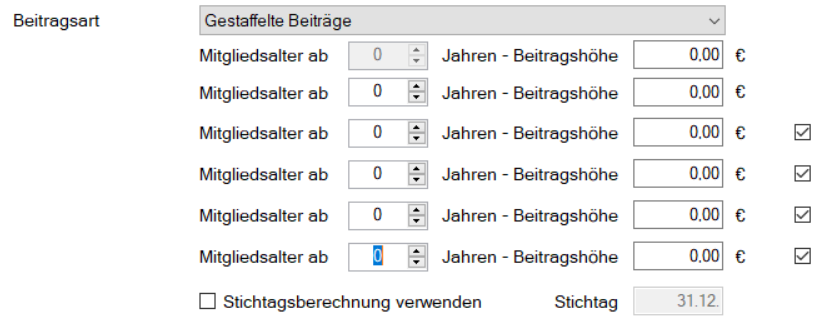 Beitragsart Gestaffelte Beiträge
Mitgliedsalter ab 0 Jahren - Beitragshöhe 0,00 €
Mitgliedsalter ab 0 Jahren - Beitragshöhe 0,00 €
Mitgliedsalter ab 0 Jahren - Beitragshöhe 0,00 €
Mitgliedsalter ab 0 Jahren - Beitragshöhe 0,00 €
Mitgliedsalter ab 0 Jahren - Beitragshöhe 0,00 €
Mitgliedsalter ab 0 Jahren - Beitragshöhe 0,00 €
Stichtagsberechnung verwenden Stichtag 31.12.